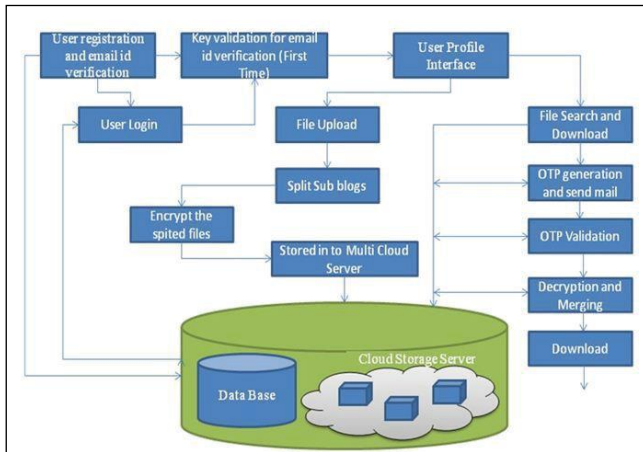 User registration
and email id
verification
Key validation for email
id verification (First
Time)
User Profile
Interface
User Login
File Upload
File Search and
Download
Split Sub blogs
OTP generation
and send mail
Encrypt the
spited files
OTP Validation
Stored in to Multi Cloud
Server
Decryption and
Merging
Cloud Storage Server
Download
Data Base